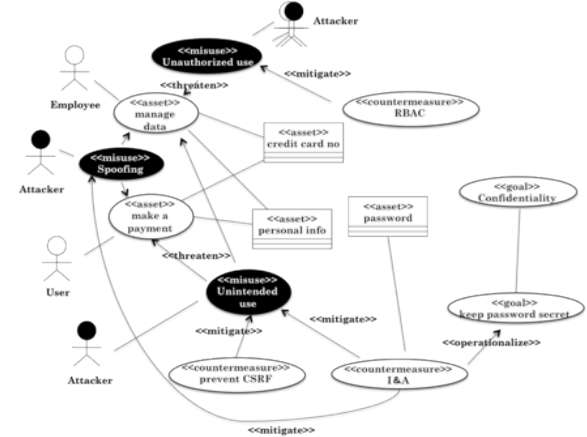 Attacker
<<misuse>>
Unauthorized use
<<mitigate>>
<<threaten>>
Employee
<<asset>>
manage
data
<<countermeasure>>
RBAC
<<asset>>
credit card no
<<misuse>>
Spoofing
Attacker
<<goal>>
Confidentiality
<<asset>>
make a
payment
<<asset>>
personal info
<<asset>>
password
<<threaten>>
User
<<misuse>>
Unintended
use
<<goal>>
keep password secret
<<mitigate>>
<<mitigate>>
<<operationalize>>
Attacker
<<countermeasure>>
prevent CSRF
<<countermeasure>>
I&A
<<mitigate>>